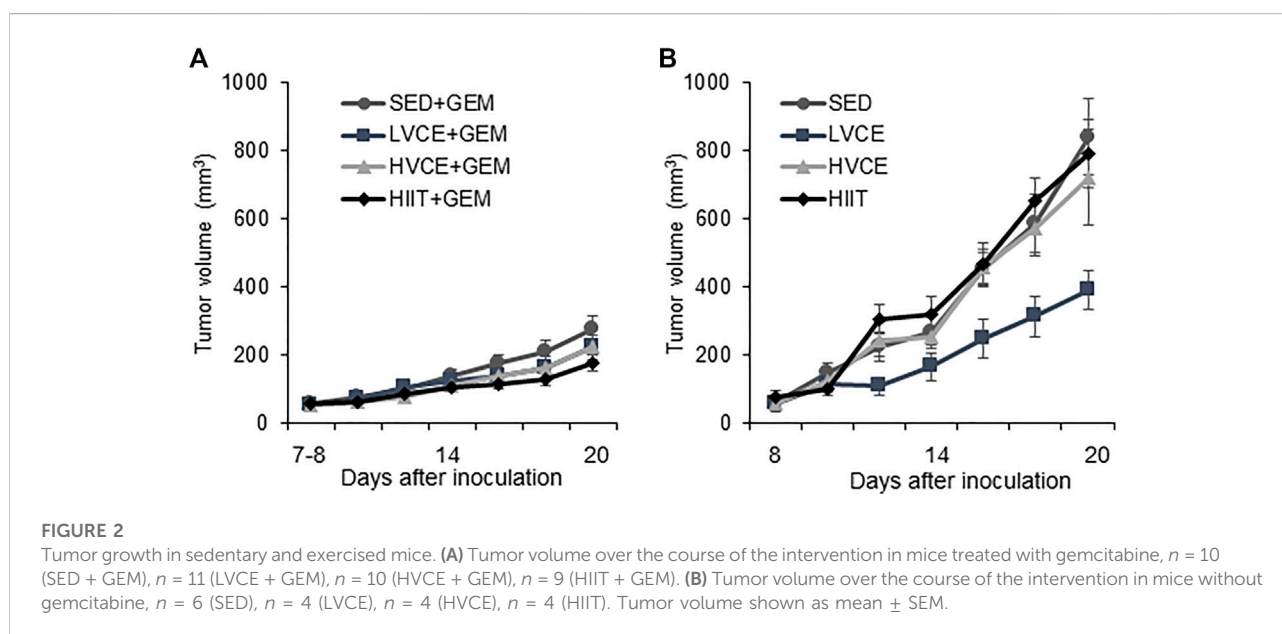 A
1000
800
600
400
200
0
Tumor volume (mm³)
SED+GEM
LVCE+GEM
HVCE+GEM
HIIT+GEM
7-8
14
20
Days after inoculation
B
1000
800
600
400
200
0
Tumor volume (mm³)
SED
LVCE
HVCE
HIIT
8
14
20
Days after inoculation
FIGURE 2
Tumor growth in sedentary and exercised mice. (A) Tumor volume over the course of the intervention in mice treated with gemcitabine, n = 10
(SED + GEM), n = 11 (LVCE + GEM), n = 10 (HVCE + GEM), n = 9 (HIIT + GEM). (B) Tumor volume over the course of the intervention in mice without
gemcitabine, n = 6 (SED), n = 4 (LVCE), n = 4 (HVCE), n = 4 (HIIT). Tumor volume shown as mean ± SEM.